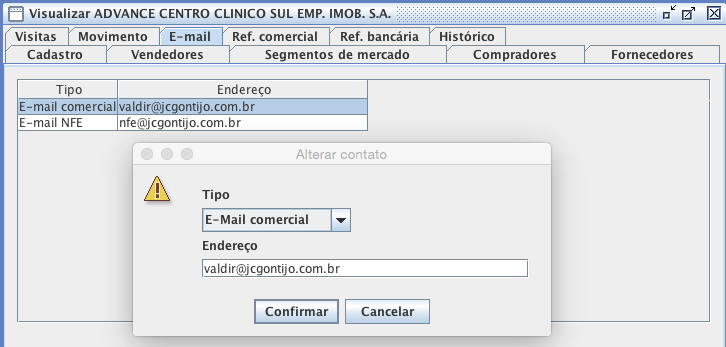 Visualizar ADVANCE CENTRO CLINICO SUL EMP. IMOB. S.A.
Visitas Movimento E-mail Ref. comercial Ref. bancária Histórico
Cadastro Vendedores Segmentos de mercado Compradores Fornecedores
Tipo Endereço
E-mail comercial valdir@jcgontijo.com.br
E-mail NFE nfe@jcgontijo.com.br
Alterar contato
Tipo
E-Mail comercial
Endereço
valdir@jcgontijo.com.br
Confirmar Cancelar